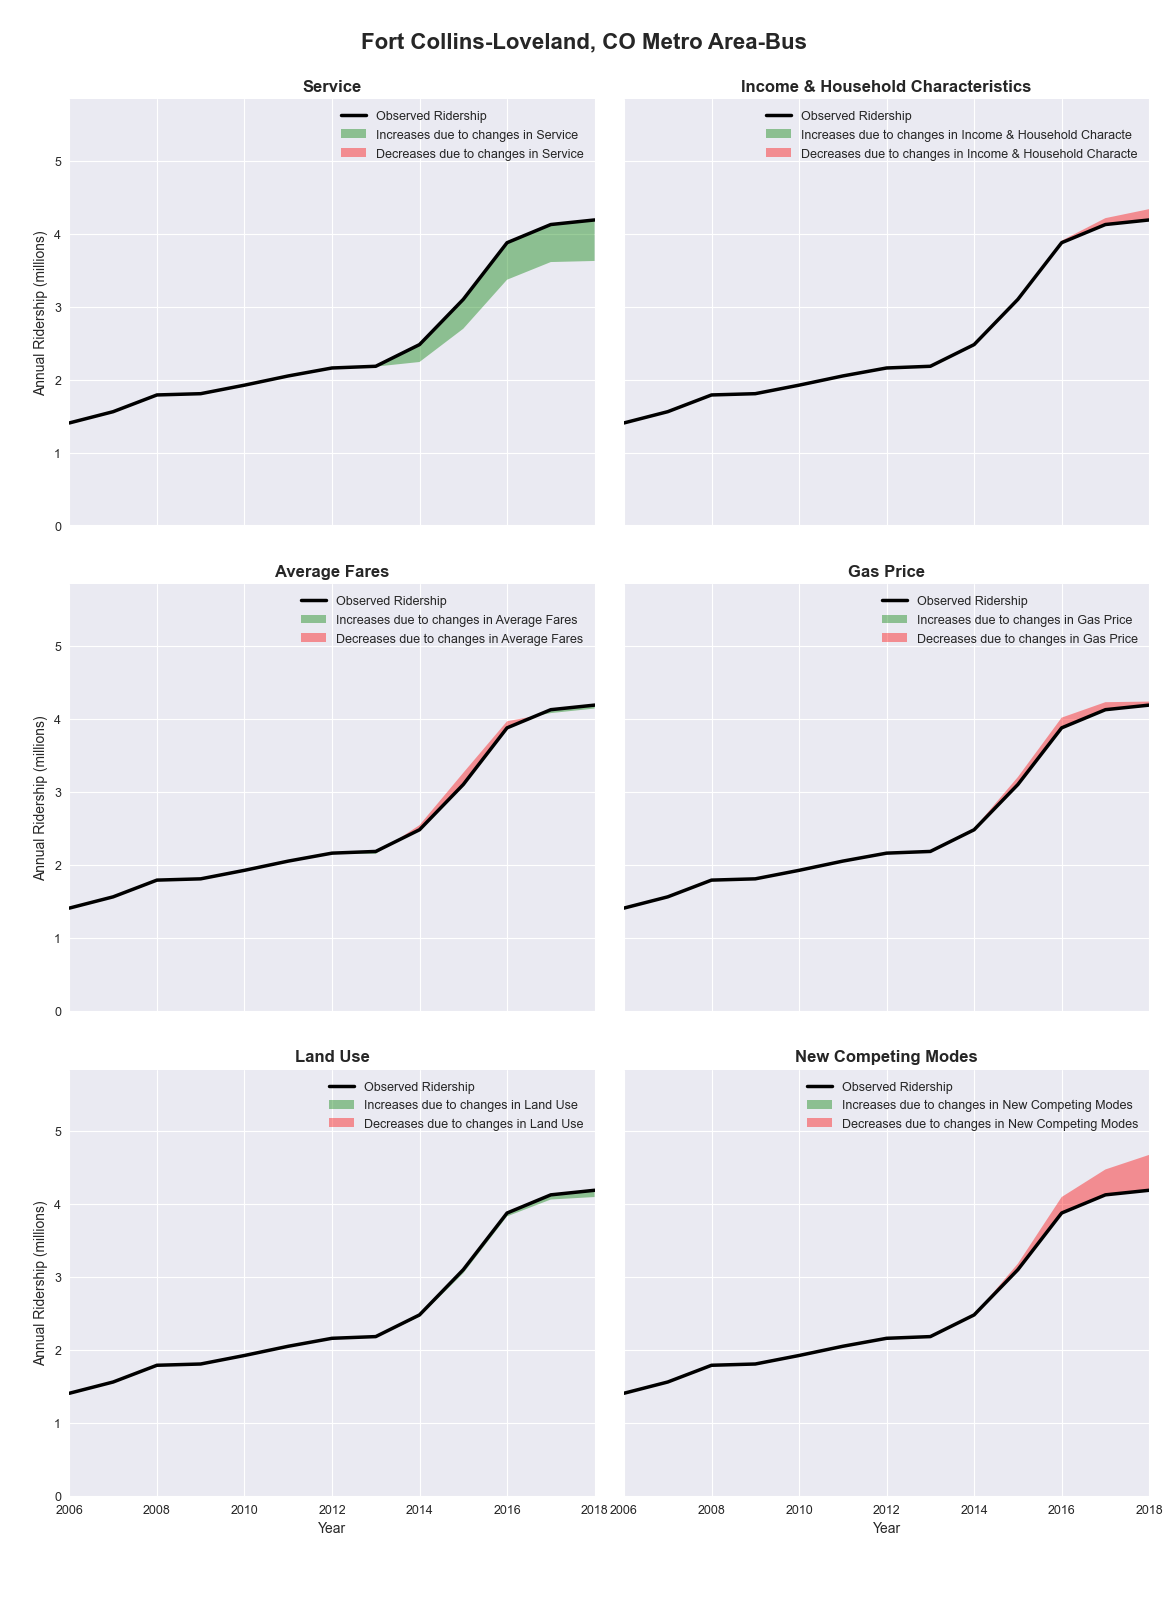 Fort Collins-Loveland, CO Metro Area-Bus
Service
Observed Ridership
Increases due to changes in Service
Decreases due to changes in Service
5
4
3
2
1
0
Annual Ridership (millions)
Income & Household Characteristics
Observed Ridership
Increases due to changes in Income & Household Characte
Decreases due to changes in Income & Household Characte
Average Fares
Observed Ridership
Increases due to changes in Average Fares
Decreases due to changes in Average Fares
5
4
3
2
1
0
Annual Ridership (millions)
Gas Price
Observed Ridership
Increases due to changes in Gas Price
Decreases due to changes in Gas Price
Land Use
Observed Ridership
Increases due to changes in Land Use
Decreases due to changes in Land Use
5
4
3
2
1
0
Annual Ridership (millions)
2006 2008 2010 2012 2014 2016 2018
Year
New Competing Modes
Observed Ridership
Increases due to changes in New Competing Modes
Decreases due to changes in New Competing Modes
2006 2008 2010 2012 2014 2016 2018
Year